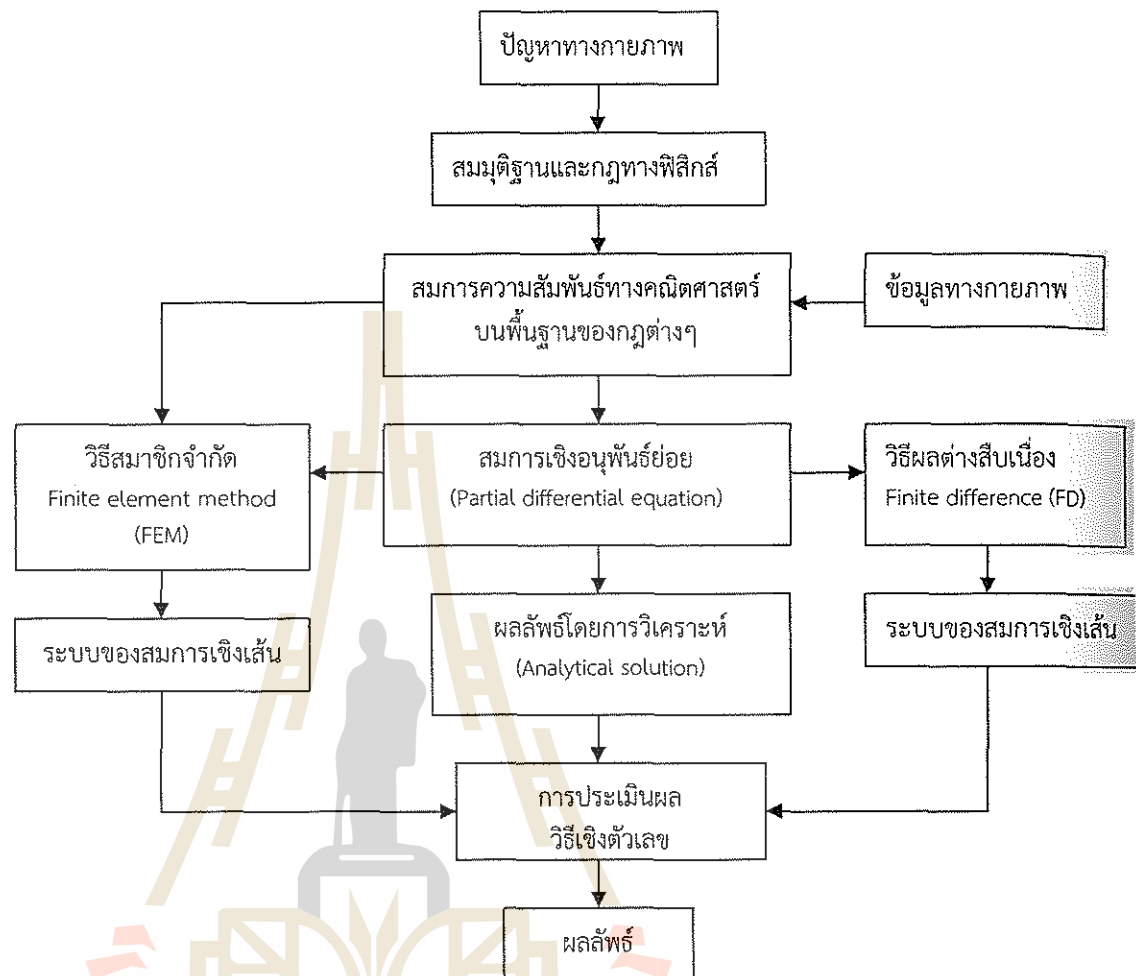 ปัญหาทางกายภาพ
สมมุติฐานและกฎทางฟิสิกส์
สมการความสัมพันธ์ทางคณิตศาสตร์
บนพื้นฐานของกฎต่างๆ
ข้อมูลทางกายภาพ
วิธีสมาชิกจำกัด
Finite element method
(FEM)
สมการเชิงอนุพันธ์ย่อย
(Partial differential equation)
วิธีผลต่างสืบเนื่อง
Finite difference (FD)
ระบบของสมการเชิงเส้น
ผลลัพธ์โดยการวิเคราะห์
(Analytical solution)
ระบบของสมการเชิงเส้น
การประเมินผล
วิธีเชิงตัวเลข
ผลลัพธ์